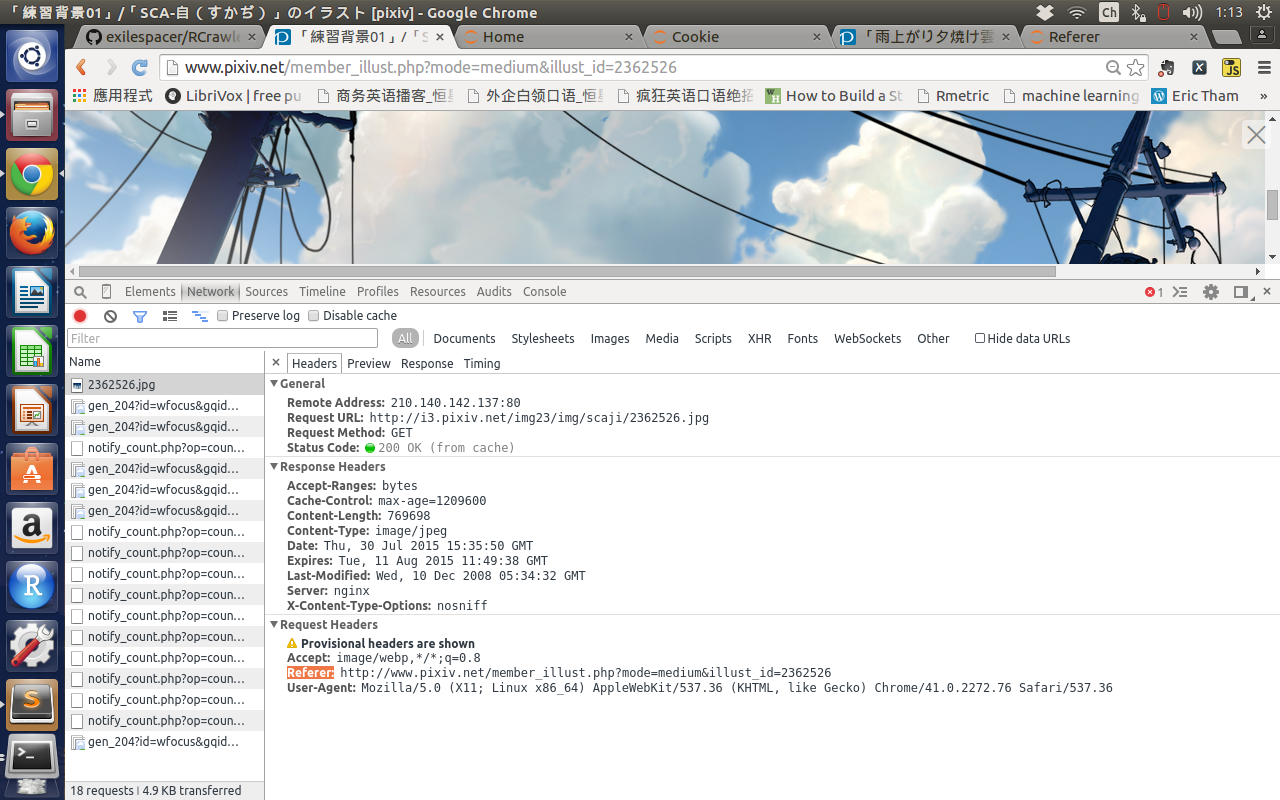 「練習背景01」/「SCA-自（すかぢ）」のイラスト [pixiv] - Google Chrome
Ch
1:13
exilespacer/RCrawle
「練習背景01」/「S
Home
Cookie
「雨上がり夕焼け雲
Referer
www.pixiv.net/member_illust.php?mode=medium&illust_id=2362526
JS
應用程式
LibriVox | free pu
商务英语播客_恒星
外企白领口语_恒星
疯狂英语口语绝招
How to Build a St
Rmetric
machine learning
Eric Tham
»
Elements
Network
Sources
Timeline
Profiles
Resources
Audits
Console
1
Preserve log
Disable cache
Filter
All
Documents
Stylesheets
Images
Media
Scripts
XHR
Fonts
WebSockets
Other
Hide data URLs
Name
Headers
Preview
Response
Timing
2362526.jpg
gen_204?id=wfocus&gqid...
gen_204?id=wfocus&gqid...
notify_count.php?op=coun...
gen_204?id=wfocus&gqid...
gen_204?id=wfocus&gqid...
gen_204?id=wfocus&gqid...
notify_count.php?op=coun...
notify_count.php?op=coun...
notify_count.php?op=coun...
notify_count.php?op=coun...
notify_count.php?op=coun...
notify_count.php?op=coun...
notify_count.php?op=coun...
notify_count.php?op=coun...
notify_count.php?op=coun...
notify_count.php?op=coun...
gen_204?id=wfocus&gqid...
18 requests | 4.9 KB transferred
General
Remote Address: 210.140.142.137:80
Request URL: http://i3.pixiv.net/img23/img/scaji/2362526.jpg
Request Method: GET
Status Code: 200 OK (from cache)
Response Headers
Accept-Ranges: bytes
Cache-Control: max-age=1209600
Content-Length: 769698
Content-Type: image/jpeg
Date: Thu, 30 Jul 2015 15:35:50 GMT
Expires: Tue, 11 Aug 2015 11:49:38 GMT
Last-Modified: Wed, 10 Dec 2008 05:34:32 GMT
Server: nginx
X-Content-Type-Options: nosniff
Request Headers
Provisional headers are shown
Accept: image/webp,*/*;q=0.8
Referer: http://www.pixiv.net/member_illust.php?mode=medium&illust_id=2362526
User-Agent: Mozilla/5.0 (X11; Linux x86_64) AppleWebKit/537.36 (KHTML, like Gecko) Chrome/41.0.2272.76 Safari/537.36